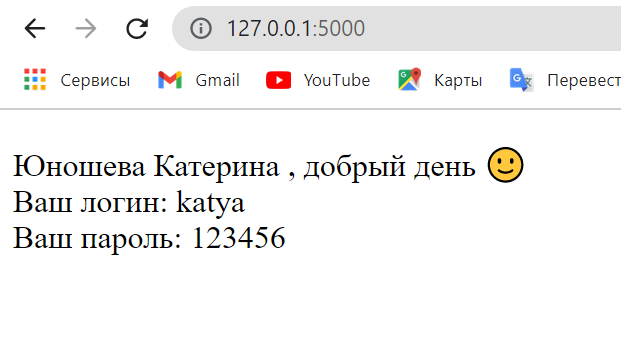 127.0.0.1:5000
Сервисы Gmail YouTube Карты Перевест
Юношева Катерина , добрый день 🙂
Ваш логин: katya
Ваш пароль: 123456